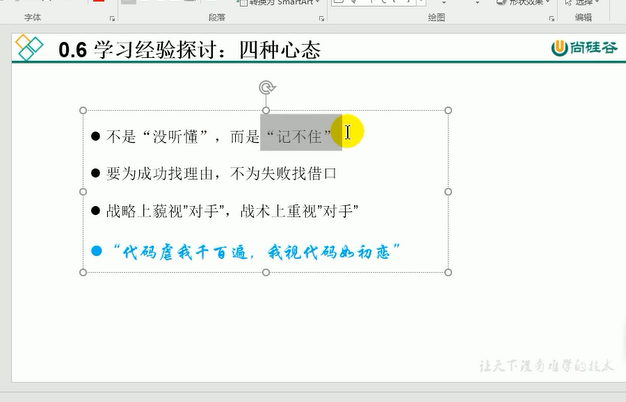 转换为 SmartArt
形状效果
选择
字体
段落
绘图
编辑
0.6 学习经验探讨：四种心态
尚硅谷
● 不是“没听懂”，而是“记不住”
● 要为成功找理由，不为失败找借口
● 战略上藐视”对手”，战术上重视”对手”
● “代码虐我千百遍，我视代码如初恋”
让天下没有难学的技术